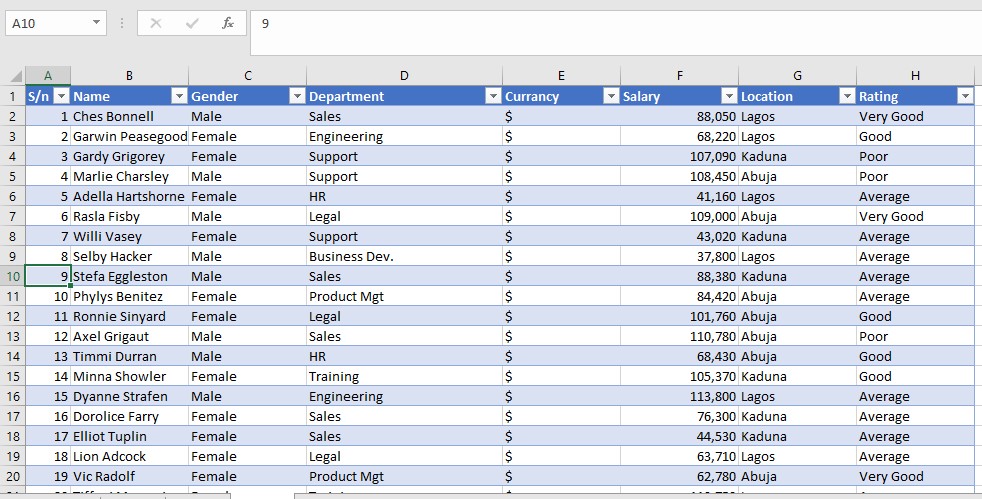 A10 fx 9
A B C D E F G H
1 S/n Name Gender Department Currancy Salary Location Rating
2 1 Ches Bonnell Male Sales $ 88,050 Lagos Very Good
3 2 Garwin Peasegood Female Engineering $ 68,220 Lagos Good
4 3 Gardy Grigorey Female Support $ 107,090 Kaduna Poor
5 4 Marlie Charsley Male Support $ 108,450 Abuja Poor
6 5 Adella Hartshorne Female HR $ 41,160 Lagos Average
7 6 Rasla Fisby Male Legal $ 109,000 Abuja Very Good
8 7 Willi Vasey Female Support $ 43,020 Kaduna Average
9 8 Selby Hacker Male Business Dev. $ 37,800 Lagos Average
10 9 Stefa Eggleston Male Sales $ 88,380 Kaduna Average
11 10 Phylys Benitez Female Product Mgt $ 84,420 Abuja Average
12 11 Ronnie Sinyard Female Legal $ 101,760 Abuja Good
13 12 Axel Grigaut Male Sales $ 110,780 Abuja Poor
14 13 Timmi Durran Male HR $ 68,430 Abuja Good
15 14 Minna Showler Female Training $ 105,370 Kaduna Good
16 15 Dyanne Strafen Male Engineering $ 113,800 Lagos Average
17 16 Dorolice Farry Female Sales $ 76,300 Kaduna Average
18 17 Elliot Tuplin Female Sales $ 44,530 Kaduna Average
19 18 Lion Adcock Female Legal $ 63,710 Lagos Average
20 19 Vic Radolf Female Product Mgt $ 62,780 Abuja Very Good